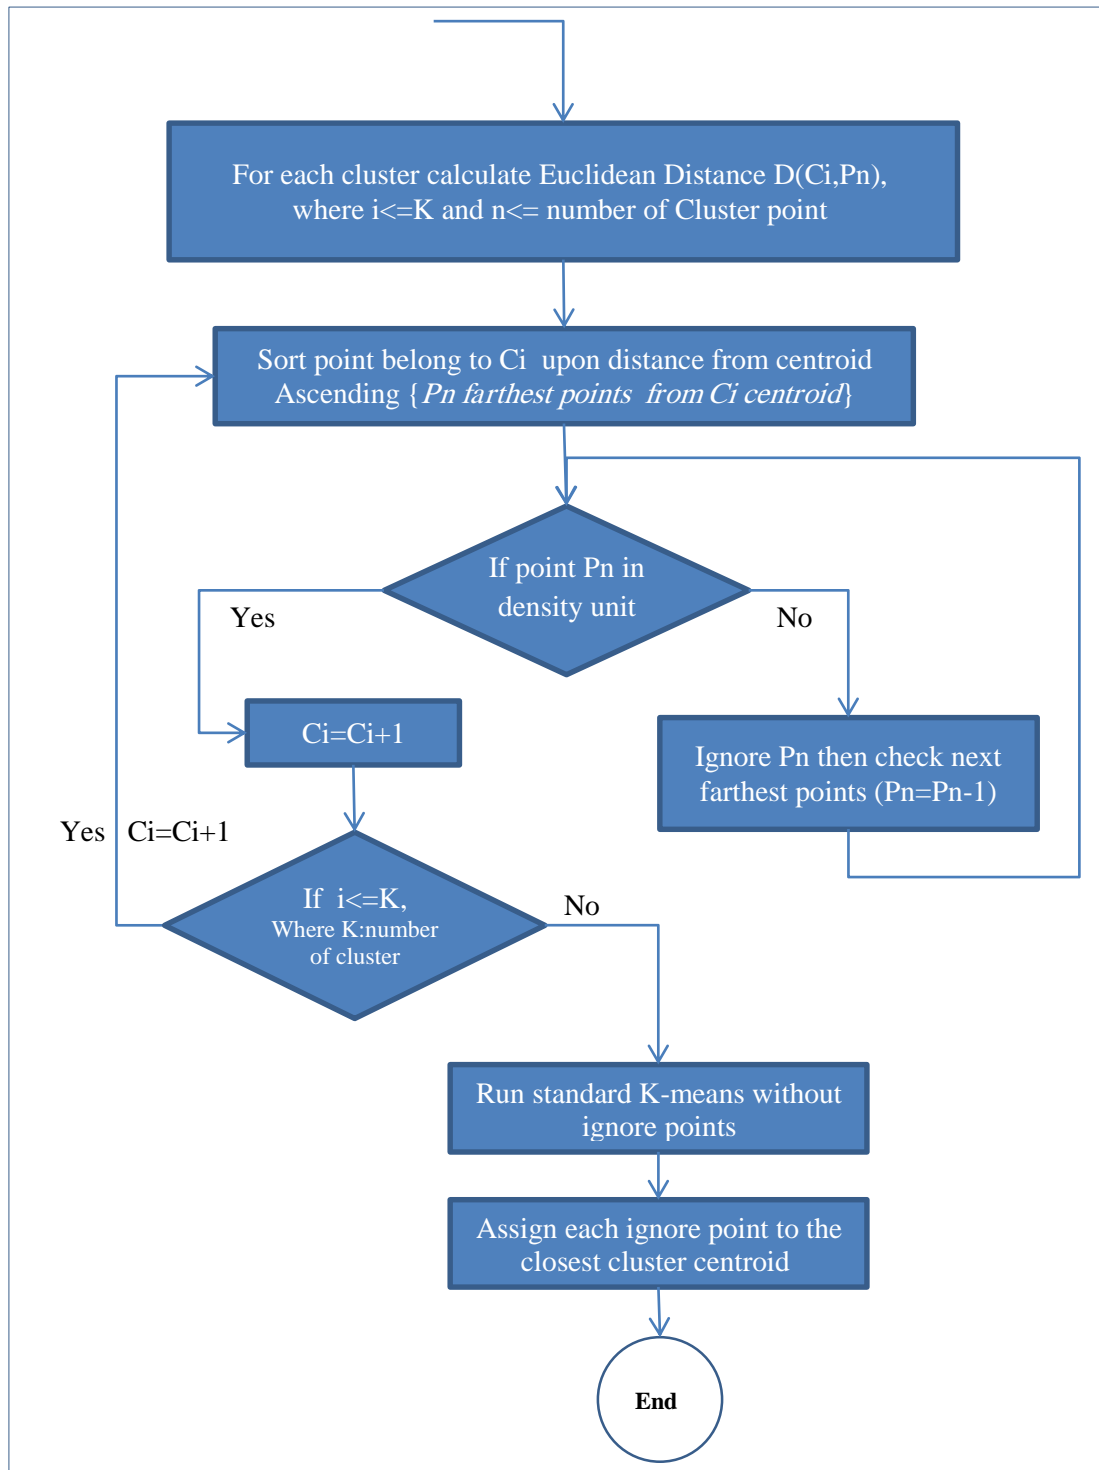 For each cluster calculate Euclidean Distance D(Ci,Pn),
where i<=K and n<= number of Cluster point
Sort point belong to Ci upon distance from centroid
Ascending {Pn farthest points from Ci centroid}
If point Pn in
density unit
Yes
No
Ci=Ci+1
Ignore Pn then check next
farthest points (Pn=Pn-1)
Yes Ci=Ci+1
If i<=K,
Where K:number
of cluster
No
Run standard K-means without
ignore points
Assign each ignore point to the
closest cluster centroid
End